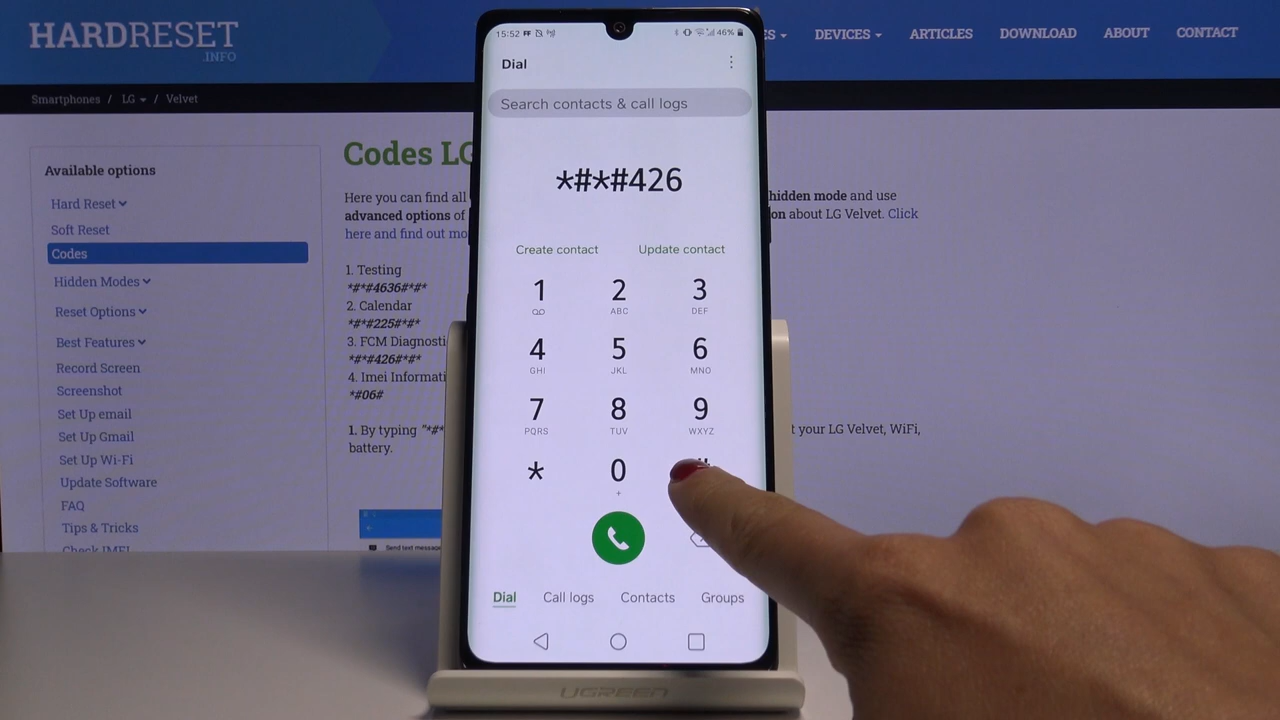 HARDRESET
.INFO
ES
DEVICES
ARTICLES
DOWNLOAD
ABOUT
CONTACT
Smartphones / LG / Velvet
Available options
Hard Reset
Soft Reset
Codes
Hidden Modes
Reset Options
Best Features
Record Screen
Screenshot
Set Up email
Set Up Gmail
Set Up Wi-Fi
Update Software
FAQ
Tips & Tricks
Check IMEI
Codes LG
Here you can find all
hidden mode and use
advanced options of
on about LG Velvet. Click
here and find out mo
1. Testing
*#*#4636#*#*
2. Calendar
*#*#225#*#*
3. FCM Diagnosti
*#*#426#*#*
4. Imei Informati
*#06#
1. By typing "*#*
t your LG Velvet, WiFi,
battery.
Send text message
15:52
46%
Dial
Search contacts & call logs
*#*#426
Create contact
Update contact
1 2 3
ABC DEF
4 5 6
GHI JKL MNO
7 8 9
PQRS TUV WXYZ
* 0 #
+
Dial Call logs Contacts Groups
UGREEN